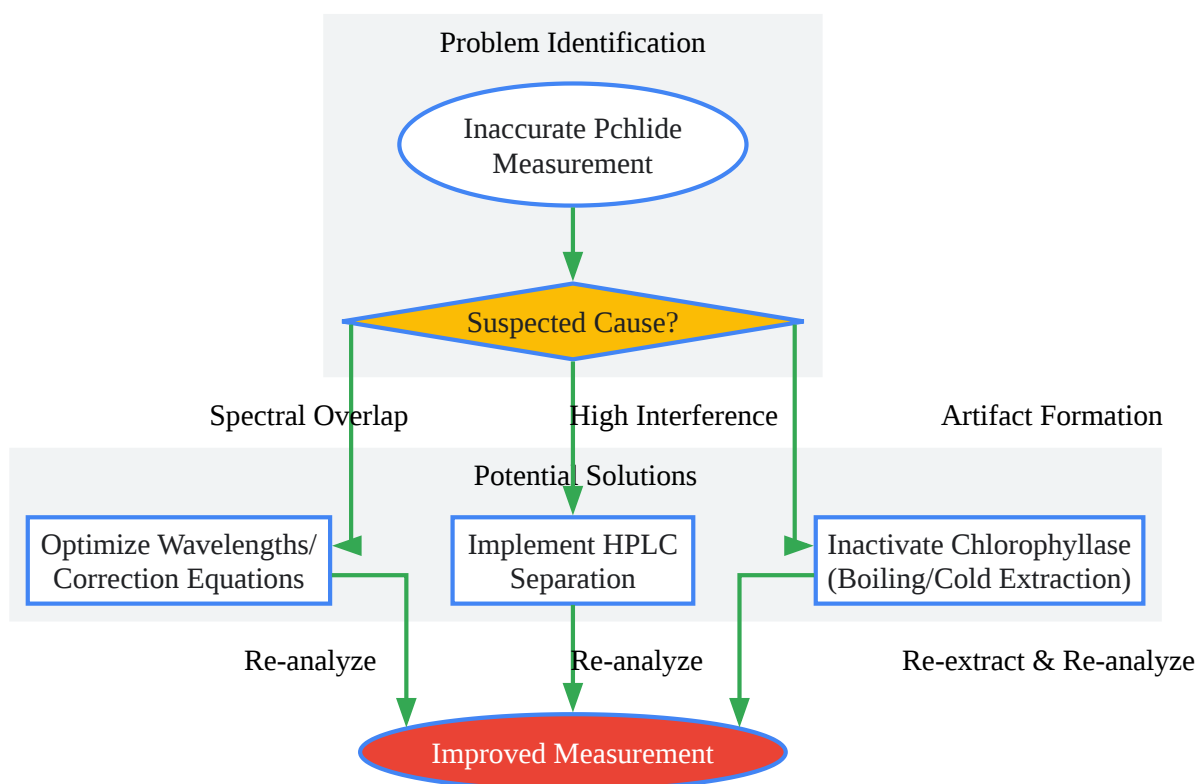 Problem Identification
Inaccurate Pchlide
Measurement
Suspected Cause?
Spectral Overlap
High Interference
Artifact Formation
Potential Solutions
Optimize Wavelengths/
Correction Equations
Implement HPLC
Separation
Inactivate Chlorophyllase
(Boiling/Cold Extraction)
Re-analyze
Re-analyze
Re-extract & Re-analyze
Improved Measurement